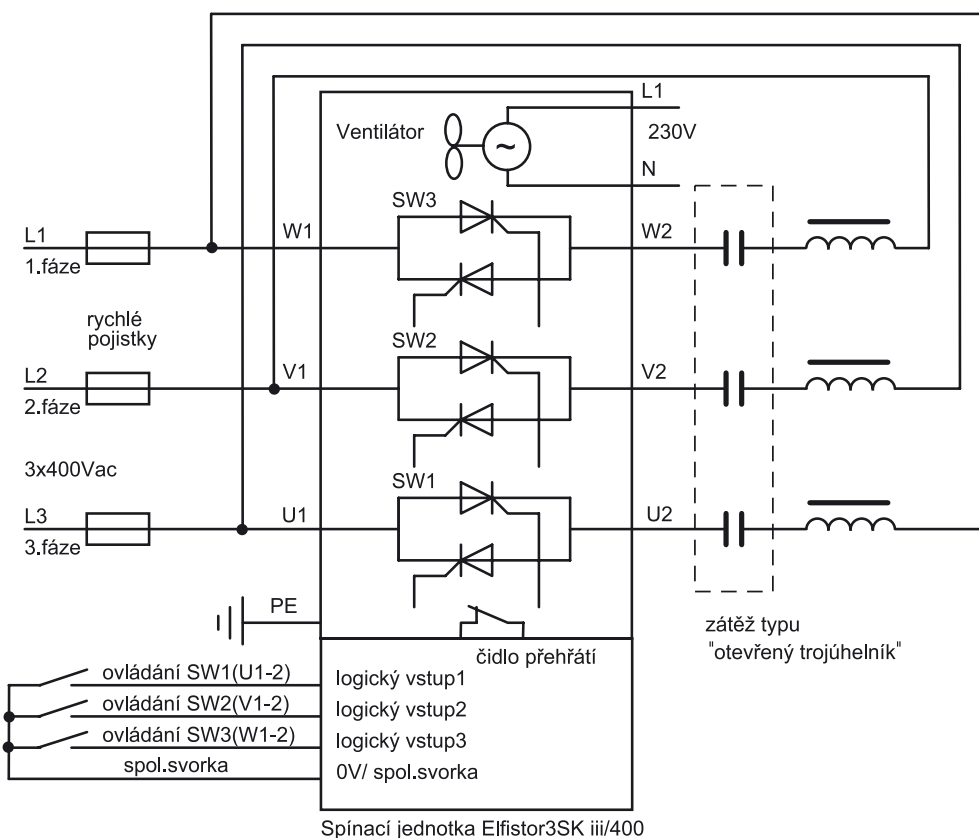 L1
Ventilátor
230V
~
N
SW3
L1
W1
W2
1.fáze
rychlé
pojistky
SW2
L2
V1
V2
2.fáze
3x400Vac
SW1
L3
U1
U2
3.fáze
PE
zátěž typu
"otevřený trojúhelník"
čidlo přehřátí
ovládání SW1(U1-2)
logický vstup1
ovládání SW2(V1-2)
logický vstup2
ovládání SW3(W1-2)
logický vstup3
spol.svorka
0V/ spol.svorka
Spínací jednotka Elfistor3SK iii/400